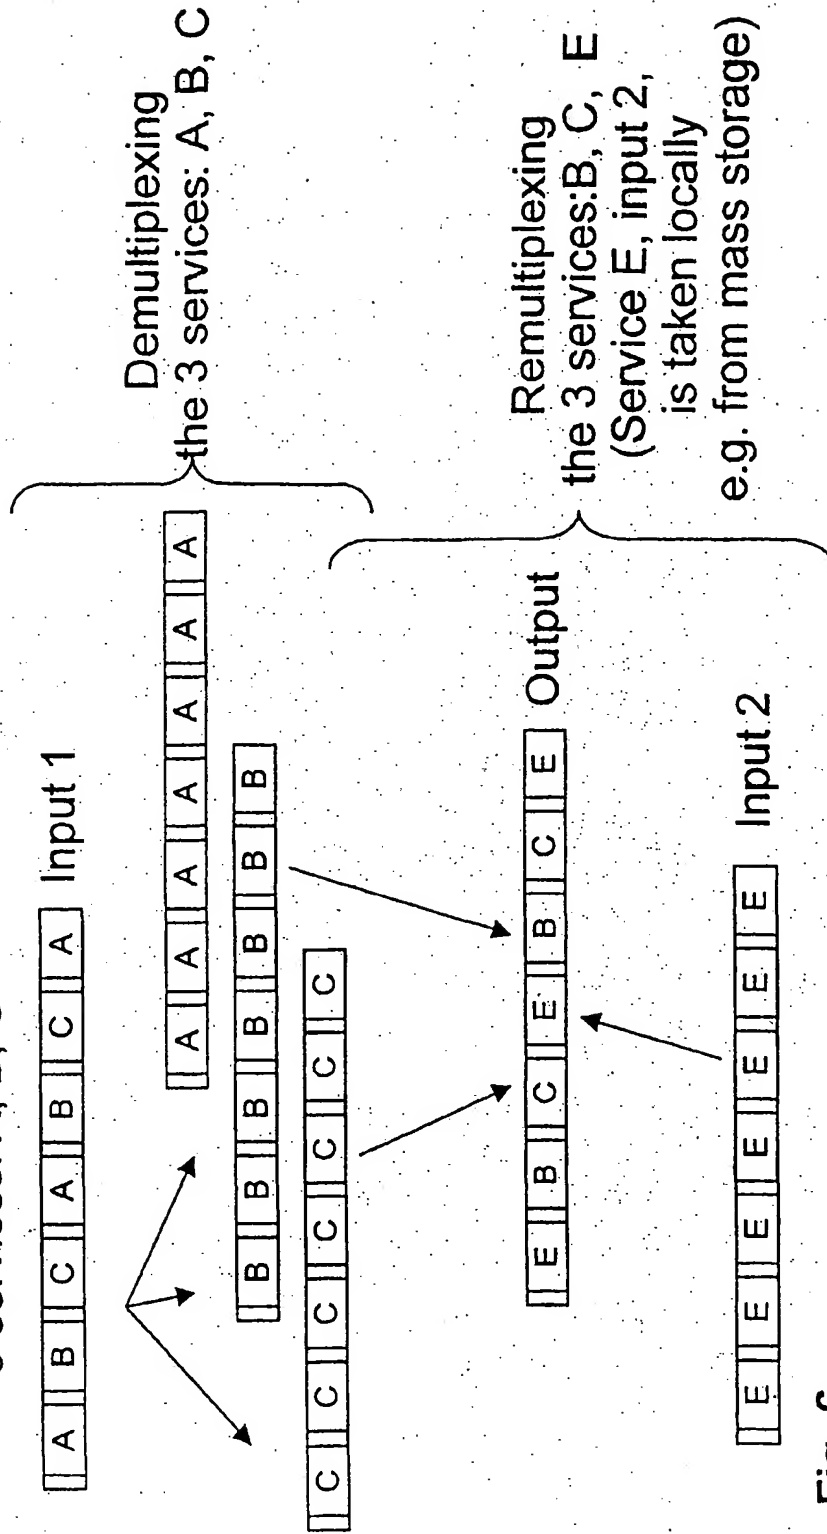 A B C A B C A Input 1
A A A A A A A
B B B B B B B
C C C C C C C
Demultiplexing
the 3 services: A, B, C
E B C E B C E Output
E E E E E E E Input 2
Remultiplexing
the 3 services:B, C, E
(Service E, input 2,
is taken locally
e.g. from mass storage)